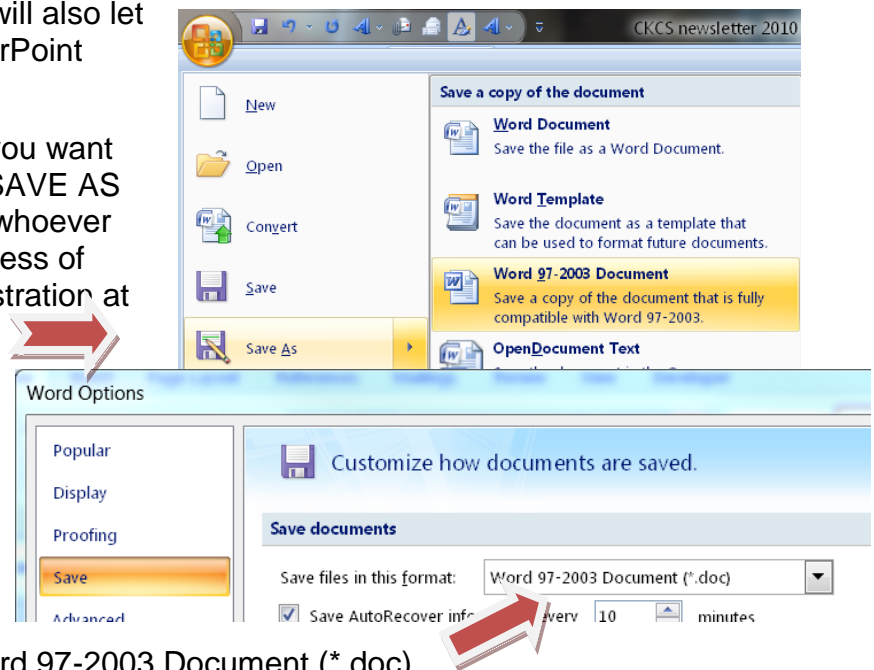 will also let
rPoint
you want
SAVE AS
whoever
ess of
stration at
CKCS newsletter 2010
New
Open
Convert
Save
Save As
Save a copy of the document
Word Document
Save the file as a Word Document.
Word Template
Save the document as a template that
can be used to format future documents.
Word 97-2003 Document
Save a copy of the document that is fully
compatible with Word 97-2003.
OpenDocument Text
Word Options
Popular
Display
Proofing
Save
Advanced
Customize how documents are saved.
Save documents
Save files in this format: Word 97-2003 Document (*.doc)
Save AutoRecover info every 10 minutes
rd 97-2003 Document (*.doc)